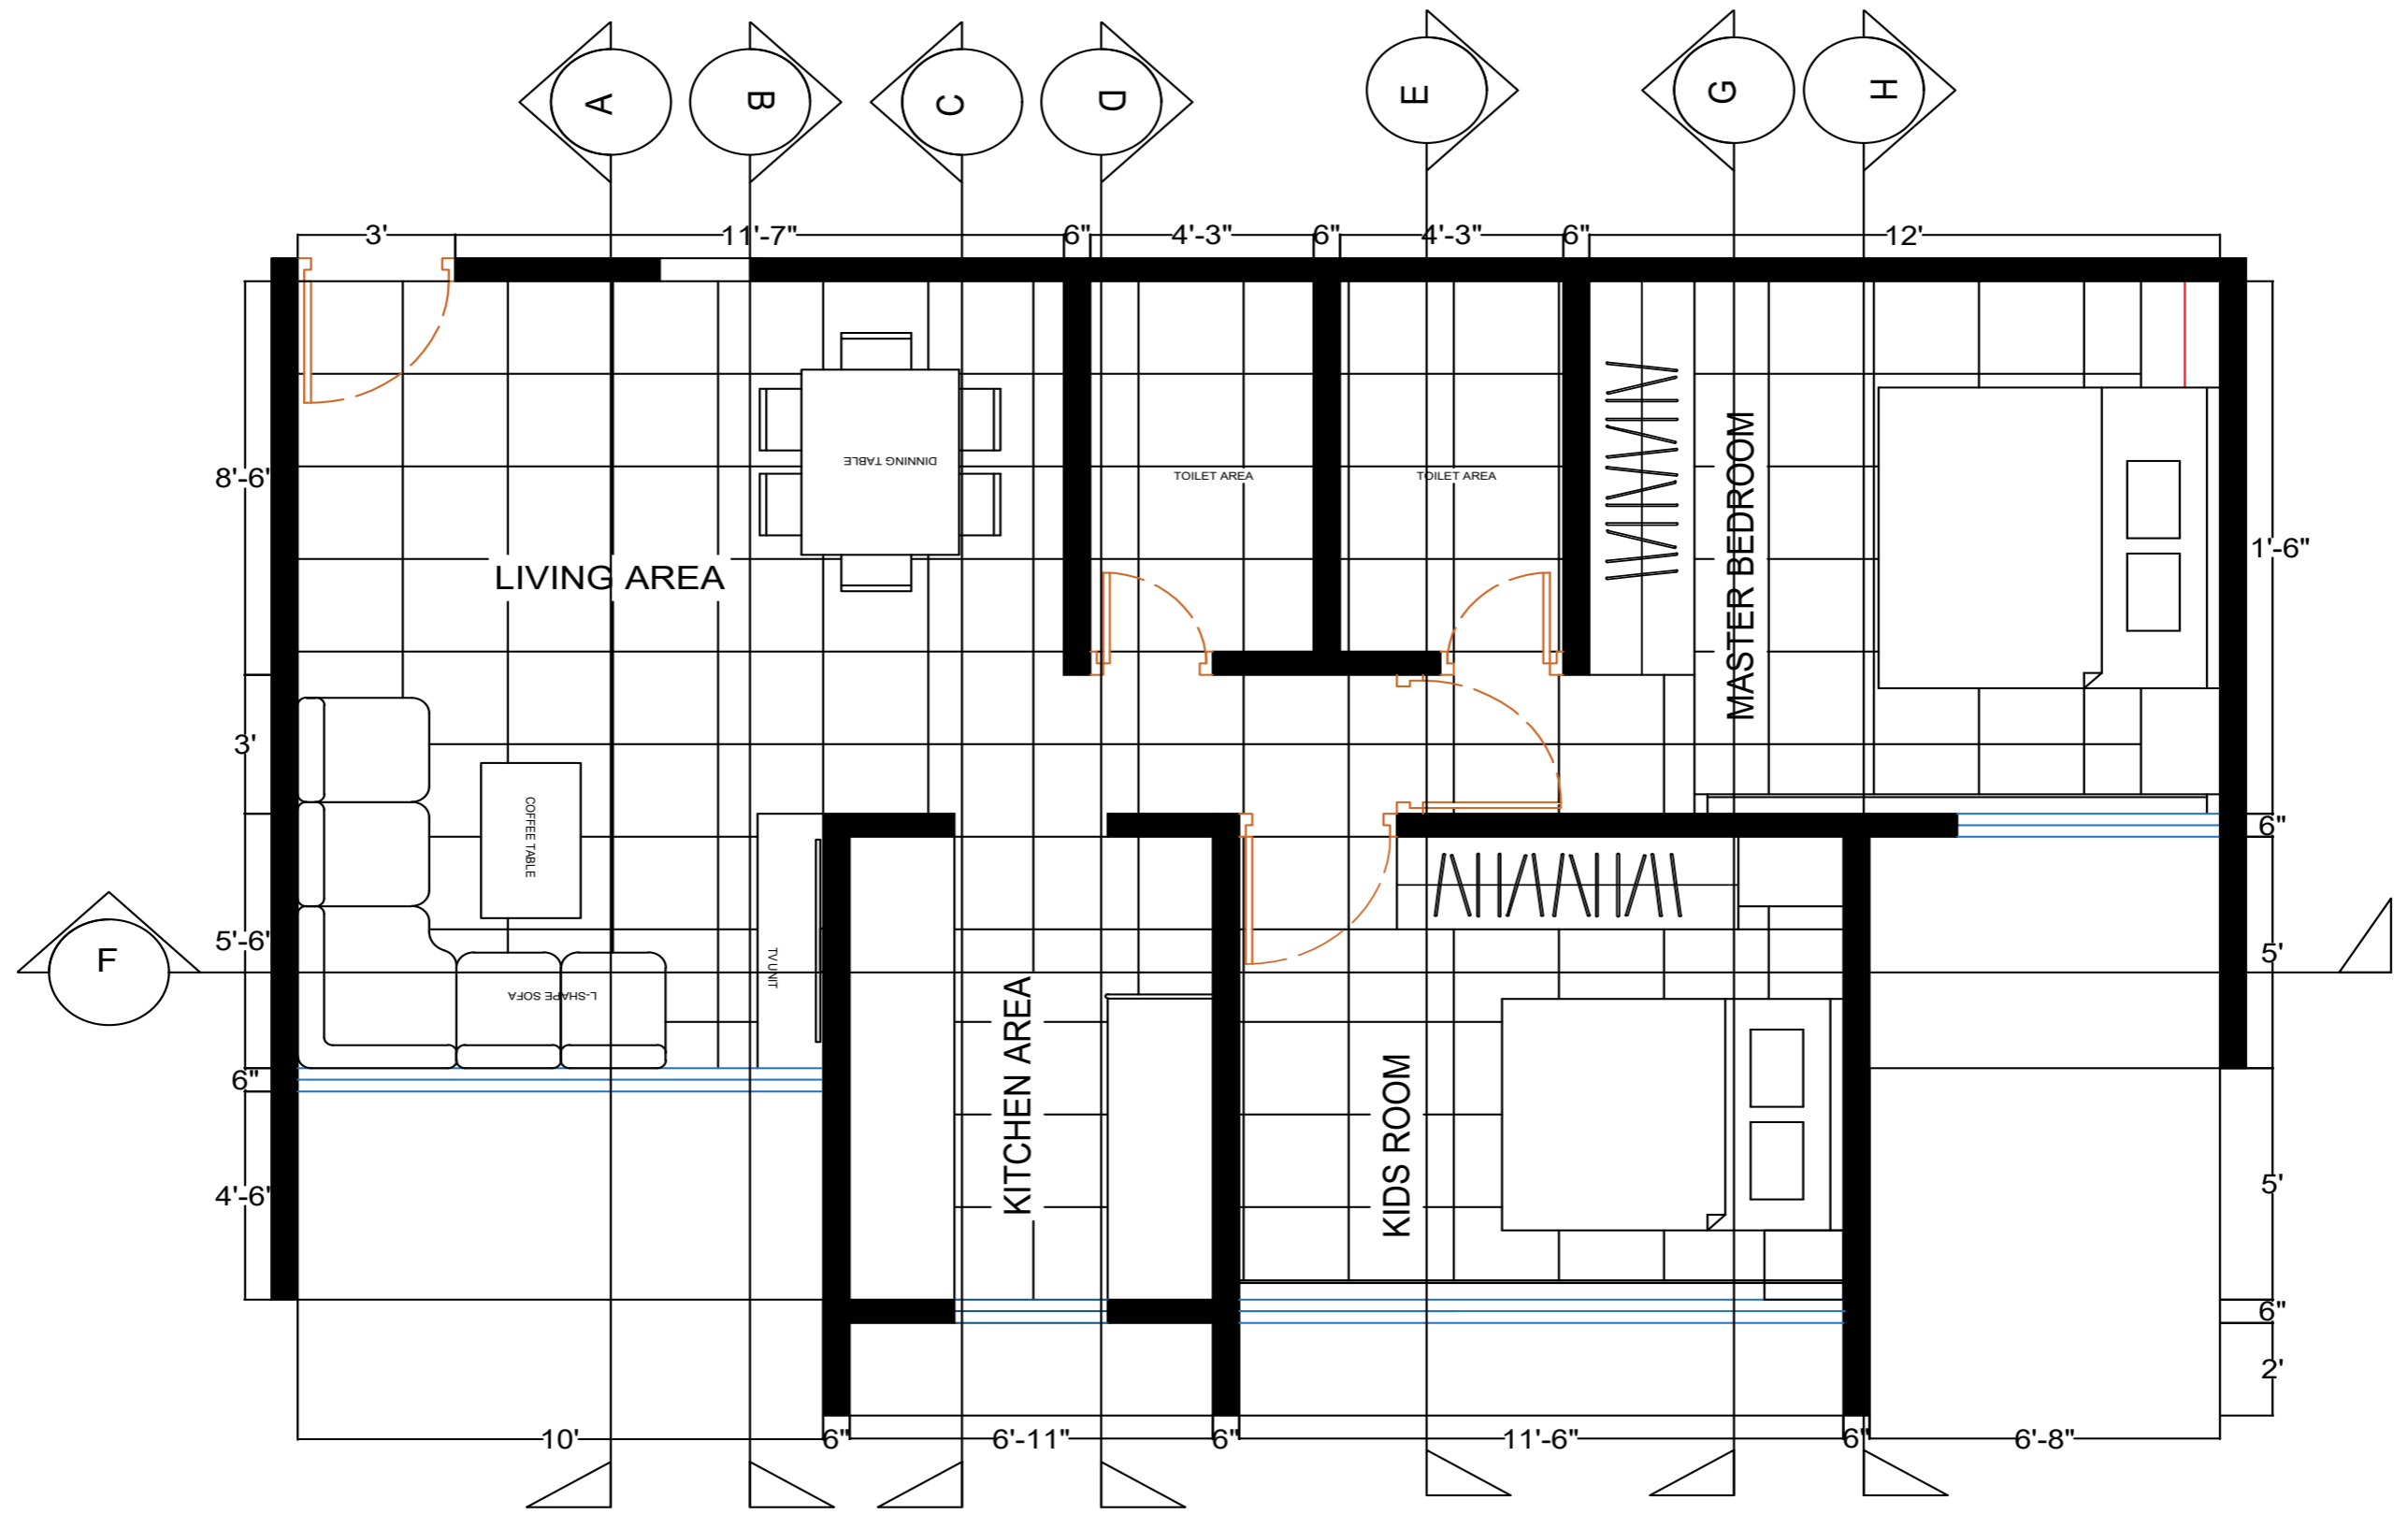 A
B
C
D
E
G
H
3'
11'-7"
6"
4'-3"
6"
4'-3"
6"
12'
8'-6"
DINNING TABLE
TOILET AREA
TOILET AREA
MASTER BEDROOM
1'-6"
LIVING AREA
3'
COFFEE TABLE
6"
5'-6"
F
TV UNIT
5'
L-SHAPE SOFA
KITCHEN AREA
KIDS ROOM
6"
4'-6"
5'
6"
2'
10'
6"
6'-11"
6"
11'-6"
6"
6'-8"